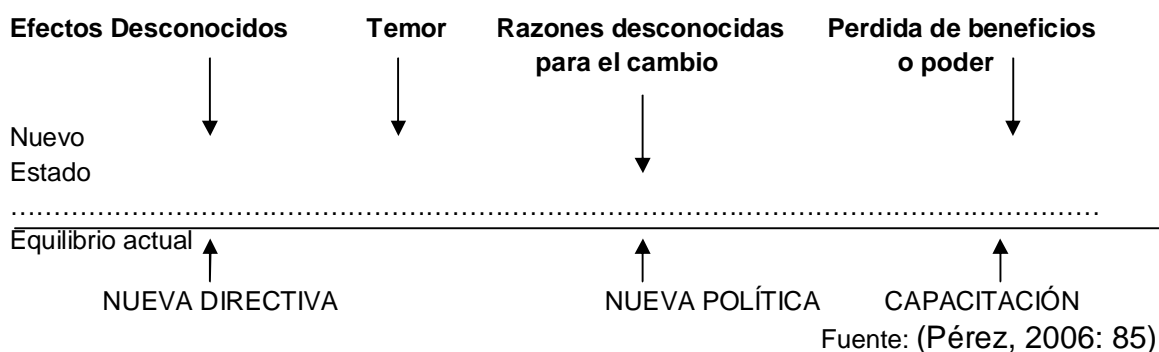 Efectos Desconocidos Temor Razones desconocidas Perdida de beneficios
para el cambio o poder
Nuevo
Estado
Equilibrio actual
NUEVA DIRECTIVA NUEVA POLÍTICA CAPACITACIÓN
Fuente: (Pérez, 2006: 85)